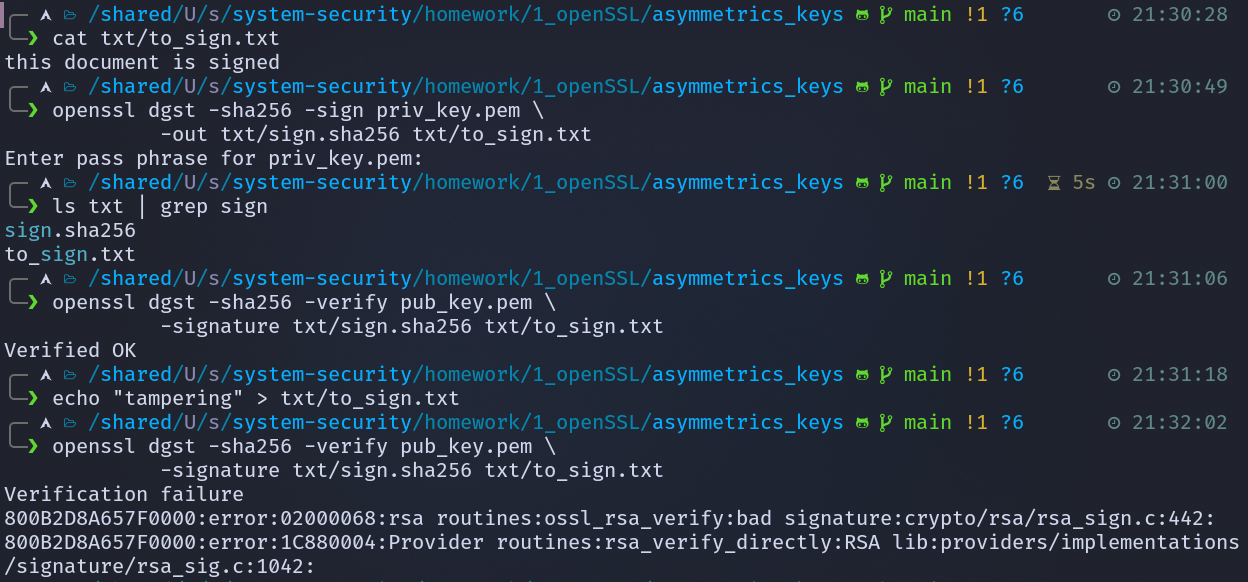 /shared/U/s/system-security/homework/1_openSSL/asymmetrics_keys main !1 ?6 21:30:28
❯ cat txt/to_sign.txt
this document is signed
/shared/U/s/system-security/homework/1_openSSL/asymmetrics_keys main !1 ?6 21:30:49
❯ openssl dgst -sha256 -sign priv_key.pem \
-out txt/sign.sha256 txt/to_sign.txt
Enter pass phrase for priv_key.pem:
/shared/U/s/system-security/homework/1_openSSL/asymmetrics_keys main !1 ?6 5s 21:31:00
❯ ls txt | grep sign
sign.sha256
to_sign.txt
/shared/U/s/system-security/homework/1_openSSL/asymmetrics_keys main !1 ?6 21:31:06
❯ openssl dgst -sha256 -verify pub_key.pem \
-signature txt/sign.sha256 txt/to_sign.txt
Verified OK
/shared/U/s/system-security/homework/1_openSSL/asymmetrics_keys main !1 ?6 21:31:18
❯ echo "tampering" > txt/to_sign.txt
/shared/U/s/system-security/homework/1_openSSL/asymmetrics_keys main !1 ?6 21:32:02
❯ openssl dgst -sha256 -verify pub_key.pem \
-signature txt/sign.sha256 txt/to_sign.txt
Verification failure
800B2D8A657F0000:error:02000068:rsa routines:ossl_rsa_verify:bad signature:crypto/rsa/rsa_sign.c:442:
800B2D8A657F0000:error:1C880004:Provider routines:rsa_verify_directly:RSA lib:providers/implementations
/signature/rsa_sig.c:1042: